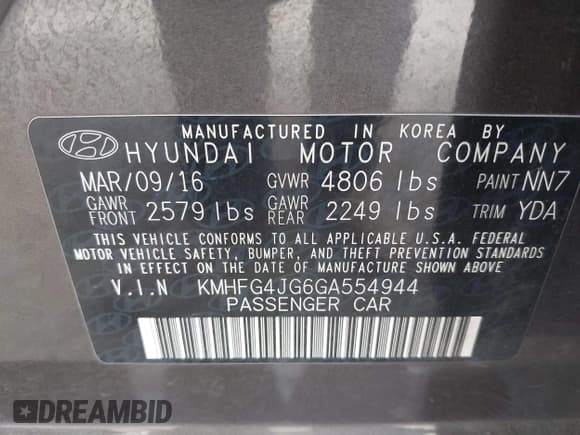 MANUFACTURED IN KOREA BY
HYUNDAI MOTOR COMPANY
MAR/09/16 GVWR 4806 lbs PAINT NN7
GAWR FRONT 2579 lbs GAWR REAR 2249 lbs TRIM YDA
THIS VEHICLE CONFORMS TO ALL APPLICABLE U.S.A. FEDERAL
MOTOR VEHICLE SAFETY, BUMPER, AND THEFT PREVENTION
STANDARDS IN EFFECT ON THE DATE OF MANUFACTURE SHOWN ABOVE
V.I.N KMHFG4JG6GA554944
PASSENGER CAR
DREAMBID